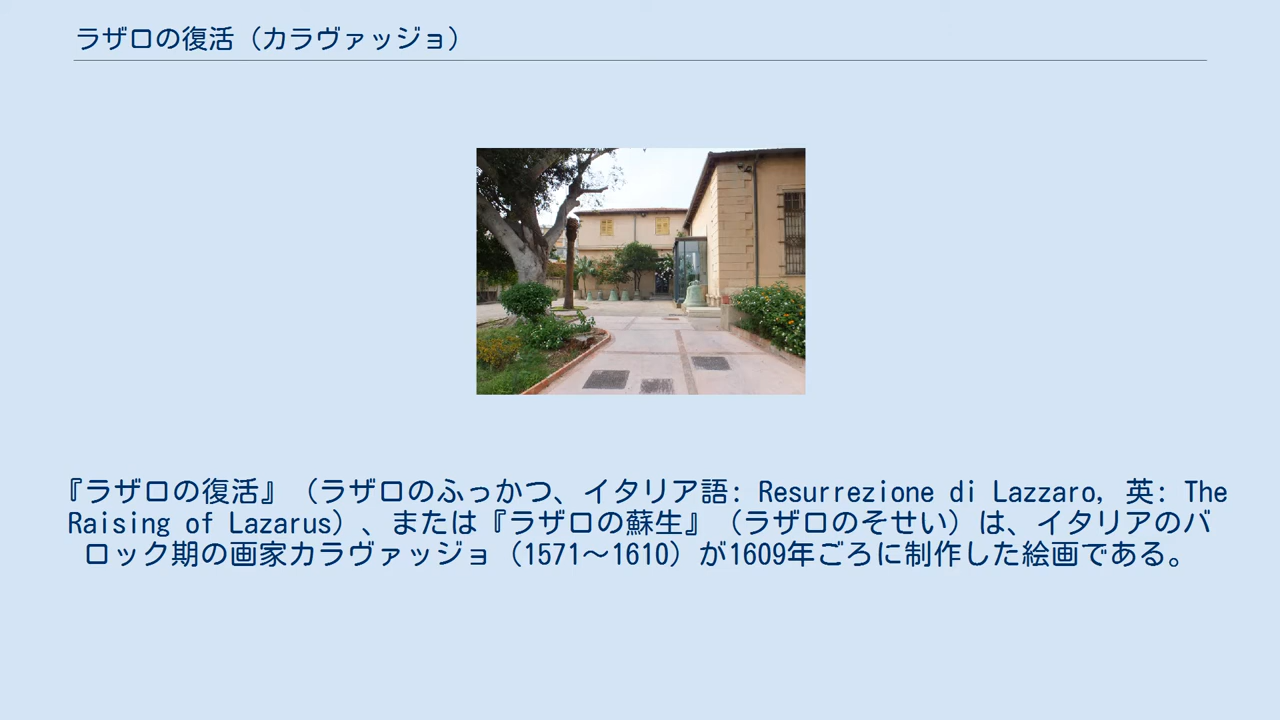 ラザロの復活（カラヴァッジョ）
『ラザロの復活』（ラザロのふっかつ、イタリア語: Resurrezione di Lazzaro, 英: The
Raising of Lazarus）、または『ラザロの蘇生』（ラザロのそせい）は、イタリアのバ
ロック期の画家カラヴァッジョ（1571〜1610）が1609年ごろに制作した絵画である。